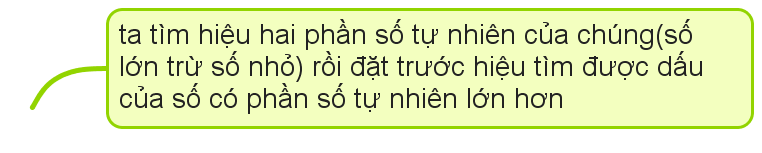 ta tìm hiệu hai phần số tự nhiên của chúng(số
lớn trừ số nhỏ) rồi đặt trước hiệu tìm được dấu
của số có phần số tự nhiên lớn hơn